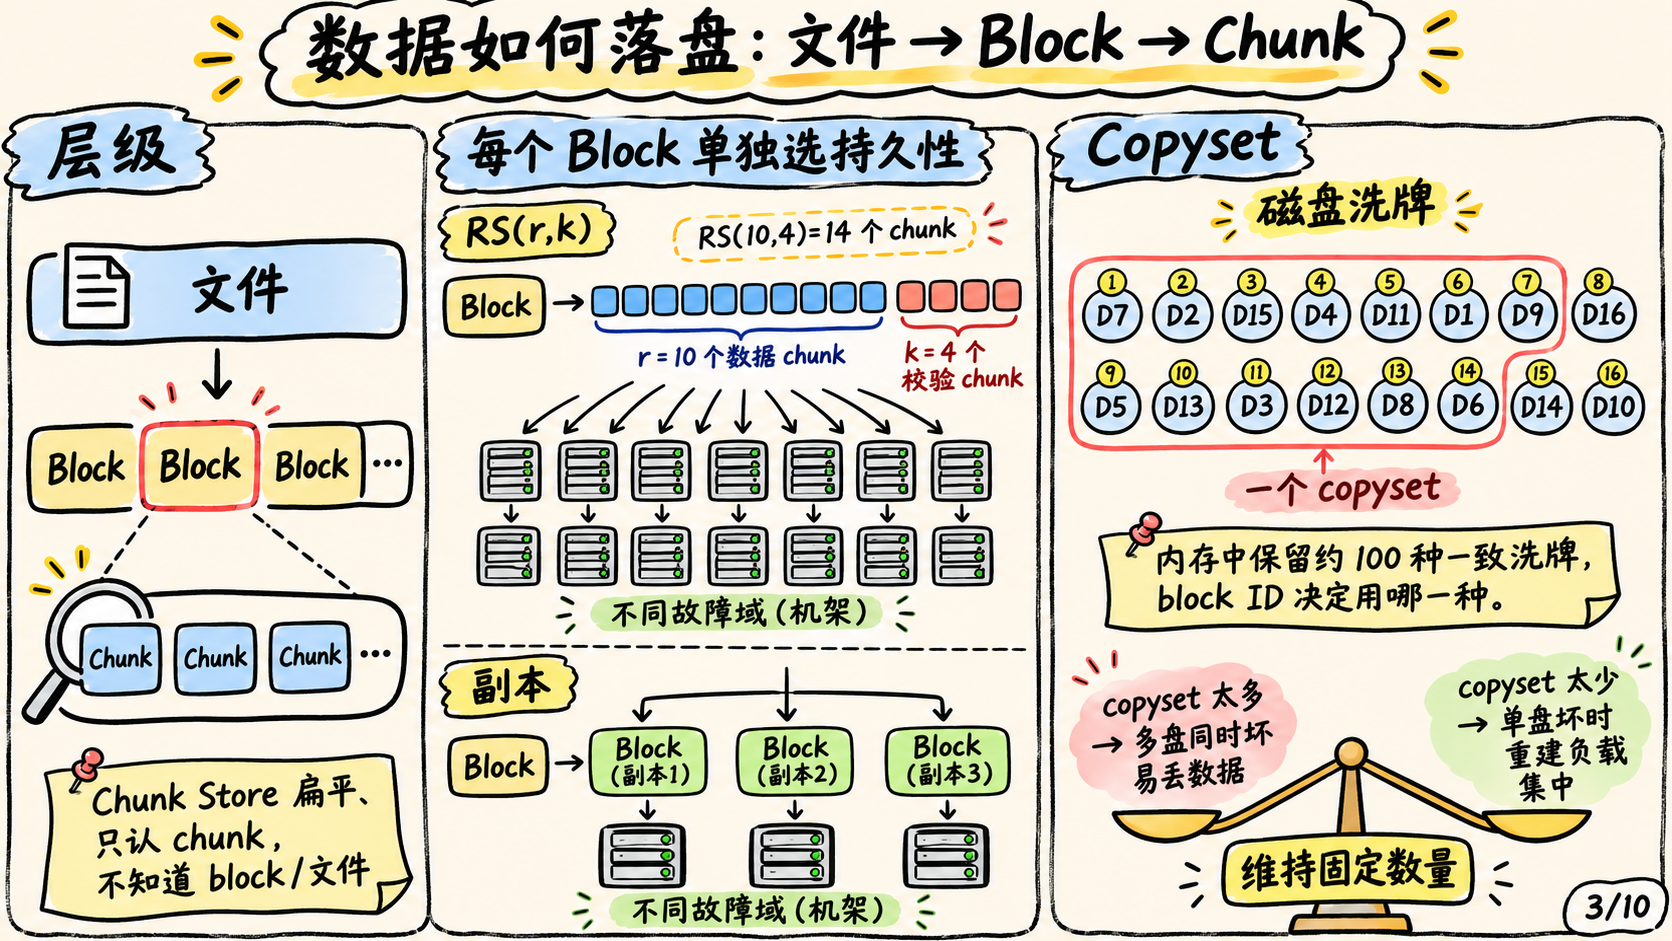 数据如何落盘：文件→Block→Chunk
层级
文件
Block
Block
Block
...
Chunk
Chunk
Chunk
...
Chunk Store 扁平、
只认 chunk，
不知道 block/文件
每个 Block 单独选持久性
RS(r,k)
RS(10,4)=14 个 chunk
Block
r = 10 个数据 chunk
k = 4 个
校验 chunk
不同故障域(机架)
副本
Block
Block
(副本1)
Block
(副本2)
Block
(副本3)
不同故障域(机架)
Copyset
磁盘洗牌
1 2 3 4 5 6 7 8
D7 D2 D15 D4 D11 D1 D9 D16
9 10 11 12 13 14 15 16
D5 D13 D3 D12 D8 D6 D14 D10
一个 copyset
内存中保留约 100 种一致洗牌，
block ID 决定用哪一种。
copyset 太多
→ 多盘同时坏
易丢数据
copyset 太少
→ 单盘坏时
重建负载
集中
维持固定数量
3/10